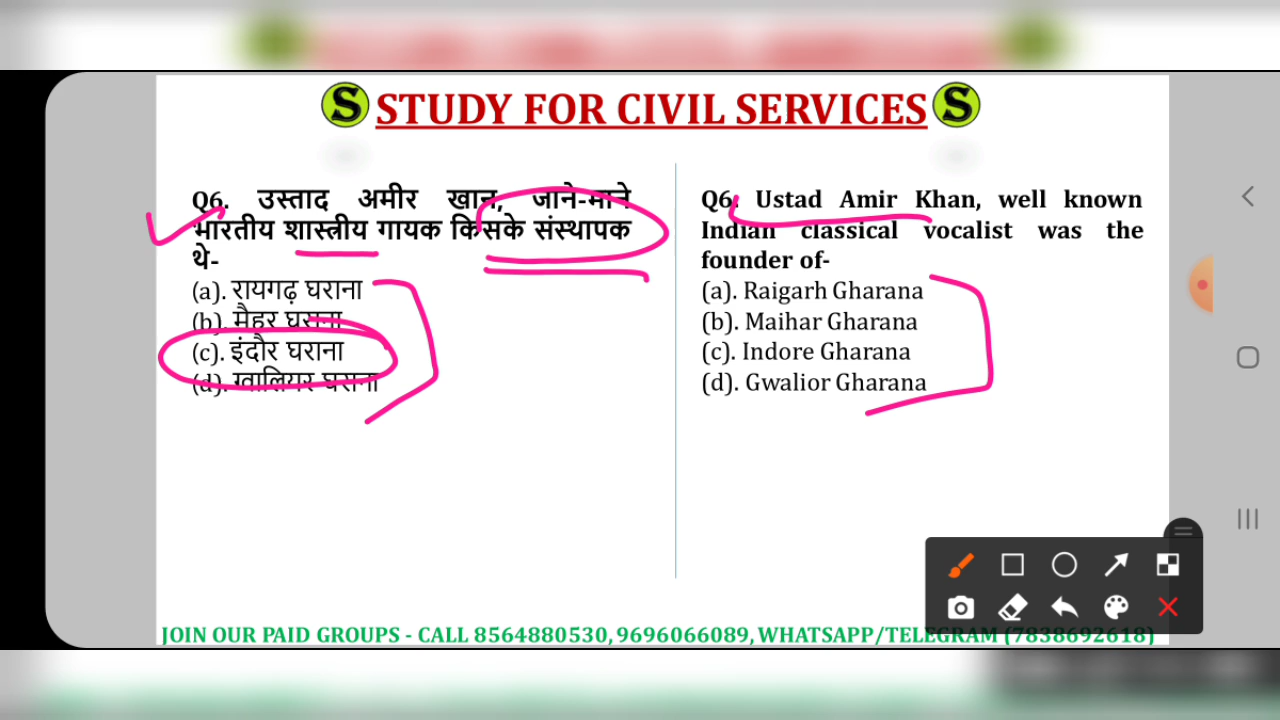 S STUDY FOR CIVIL SERVICES S
Q6. उस्ताद अमीर खान, जाने-माने
भारतीय शास्त्रीय गायक किसके संस्थापक
थे-
(a). रायगढ़ घराना
(b). मैहर घराना
(c). इंदौर घराना
(d). ग्वालियर घराना
Q6. Ustad Amir Khan, well known
Indian classical vocalist was the
founder of-
(a). Raigarh Gharana
(b). Maihar Gharana
(c). Indore Gharana
(d). Gwalior Gharana
JOIN OUR PAID GROUPS - CALL 8564880530, 9696066089, WHATSAPP/TELEGRAM (7838692618)